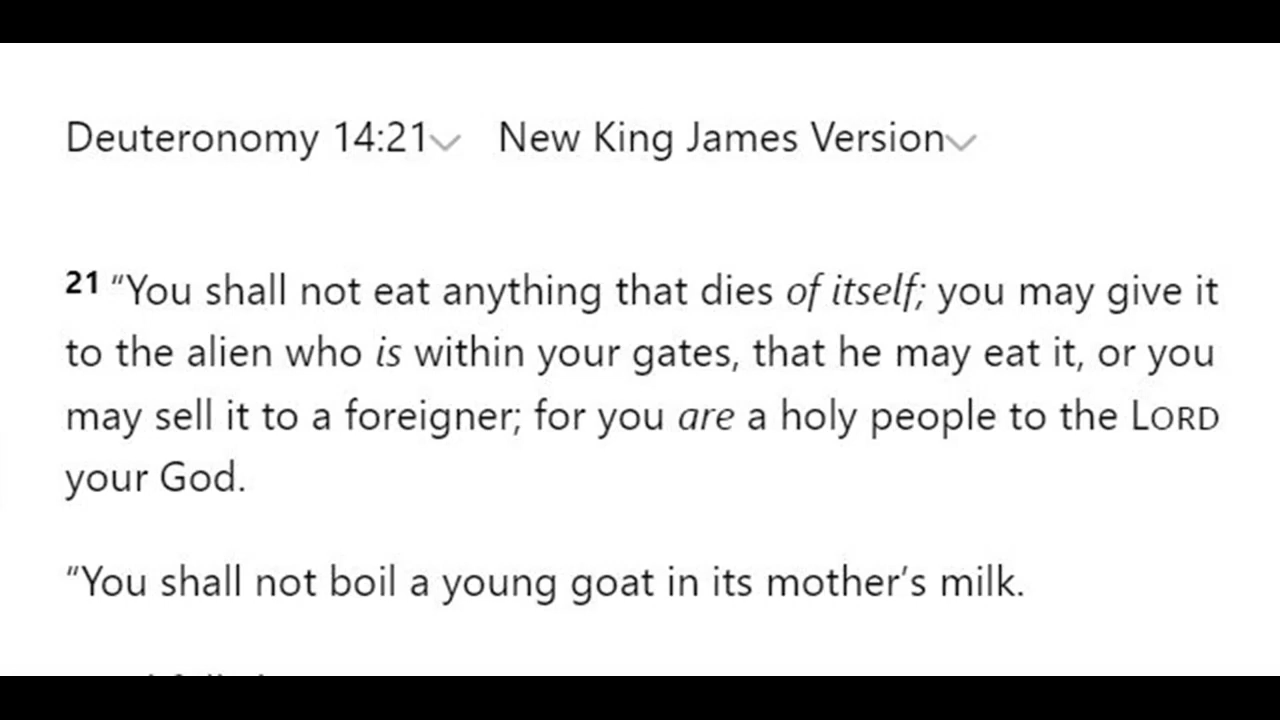 Deuteronomy 14:21 New King James Version
21 “You shall not eat anything that dies of itself; you may give it
to the alien who is within your gates, that he may eat it, or you
may sell it to a foreigner; for you are a holy people to the LORD
your God.
“You shall not boil a young goat in its mother’s milk.